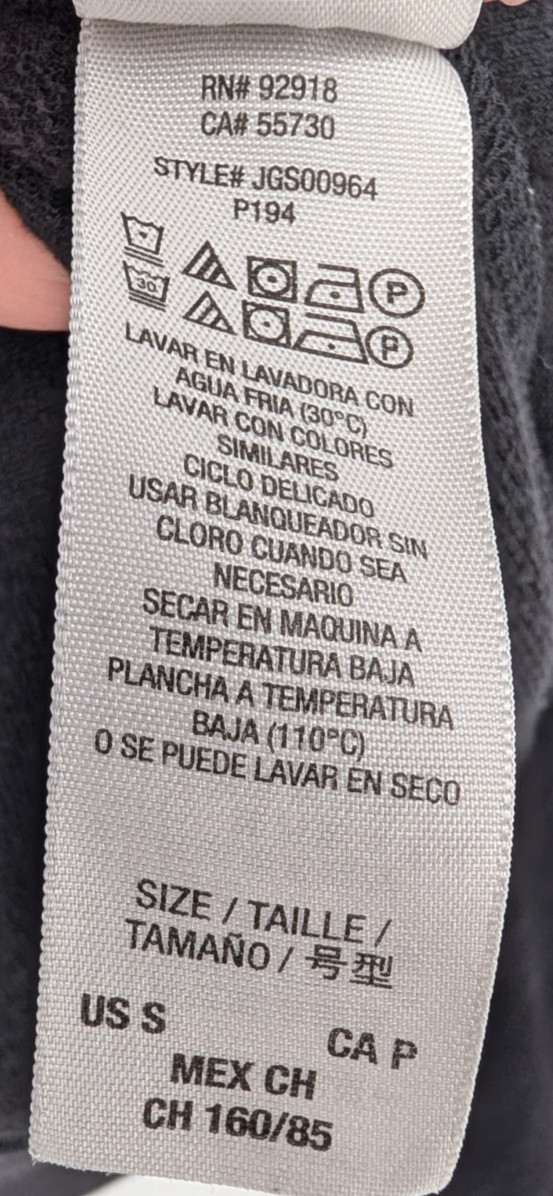 RN# 92918
CA# 55730
STYLE# JGS00964
P194
P
30 P
LAVAR EN LAVADORA CON
AGUA FRIA (30°C)
LAVAR CON COLORES
SIMILARES
CICLO DELICADO
USAR BLANQUEADOR SIN
CLORO CUANDO SEA
NECESARIO
SECAR EN MAQUINA A
TEMPERATURA BAJA
PLANCHA A TEMPERATURA
BAJA (110°C)
O SE PUEDE LAVAR EN SECO
SIZE / TAILLE /
TAMAÑO / 号型
US S CA P
MEX CH
CH 160/85